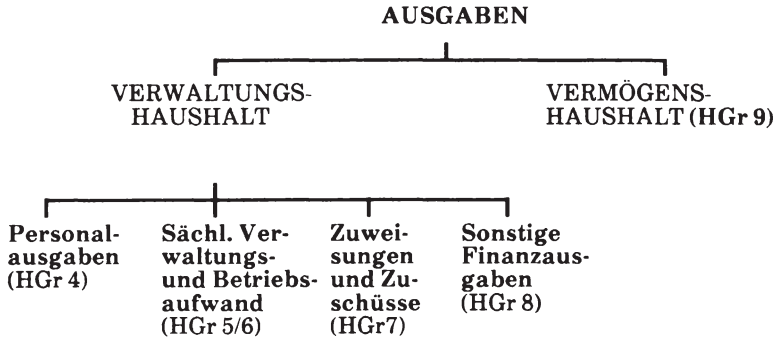 AUSGABEN
VERWALTUNGS-
HAUSHALT
VERMÖGENS-
HAUSHALT (HGr 9)
Personal-
ausgaben
(HGr 4)
Sächl. Ver-
waltungs-
und Betriebs-
aufwand
(HGr 5/6)
Zuwei-
sungen
und Zu-
schüsse
(HGr7)
Sonstige
Finanzaus-
gaben
(HGr 8)